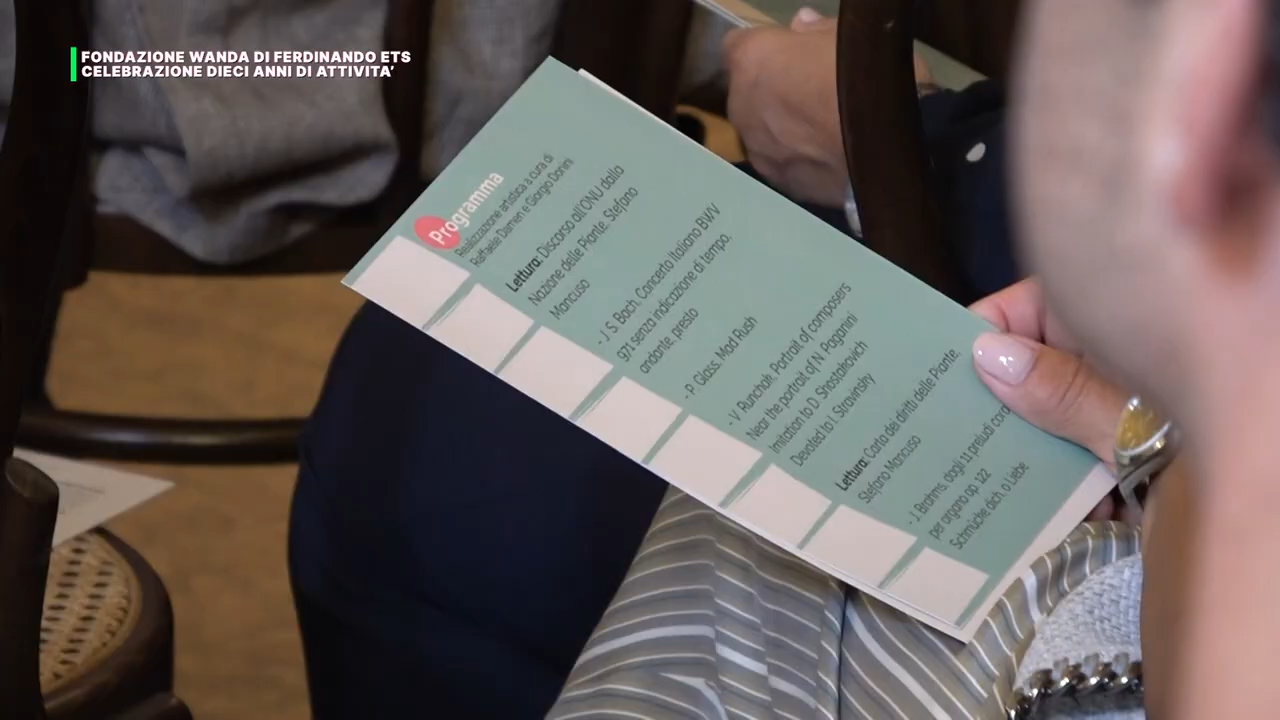 FONDAZIONE WANDA DI FERDINANDO ETS
CELEBRAZIONE DIECI ANNI DI ATTIVITA'
Programma
Realizzazione artistica a cura di
Raffaele Damen e Giorgio Donini
Lettura: Discorso all'ONU dalla
Nazione delle Piante, Stefano
Mancuso
- J. S. Bach, Concerto Italiano BWV
971 senza indicazione di tempo,
andante, presto
- P. Glass, Mad Rush
- V. Runchak, Portrait of composers
Near the portrait of N. Paganini
Imitation to D. Shostakovich
Devoted to I. Stravinshy
Lettura: Carta dei diritti delle Piante,
Stefano Mancuso
- J. Brahms, dagli 11 preludi coral
per organo op. 122
Schmücke dich, o Liebe